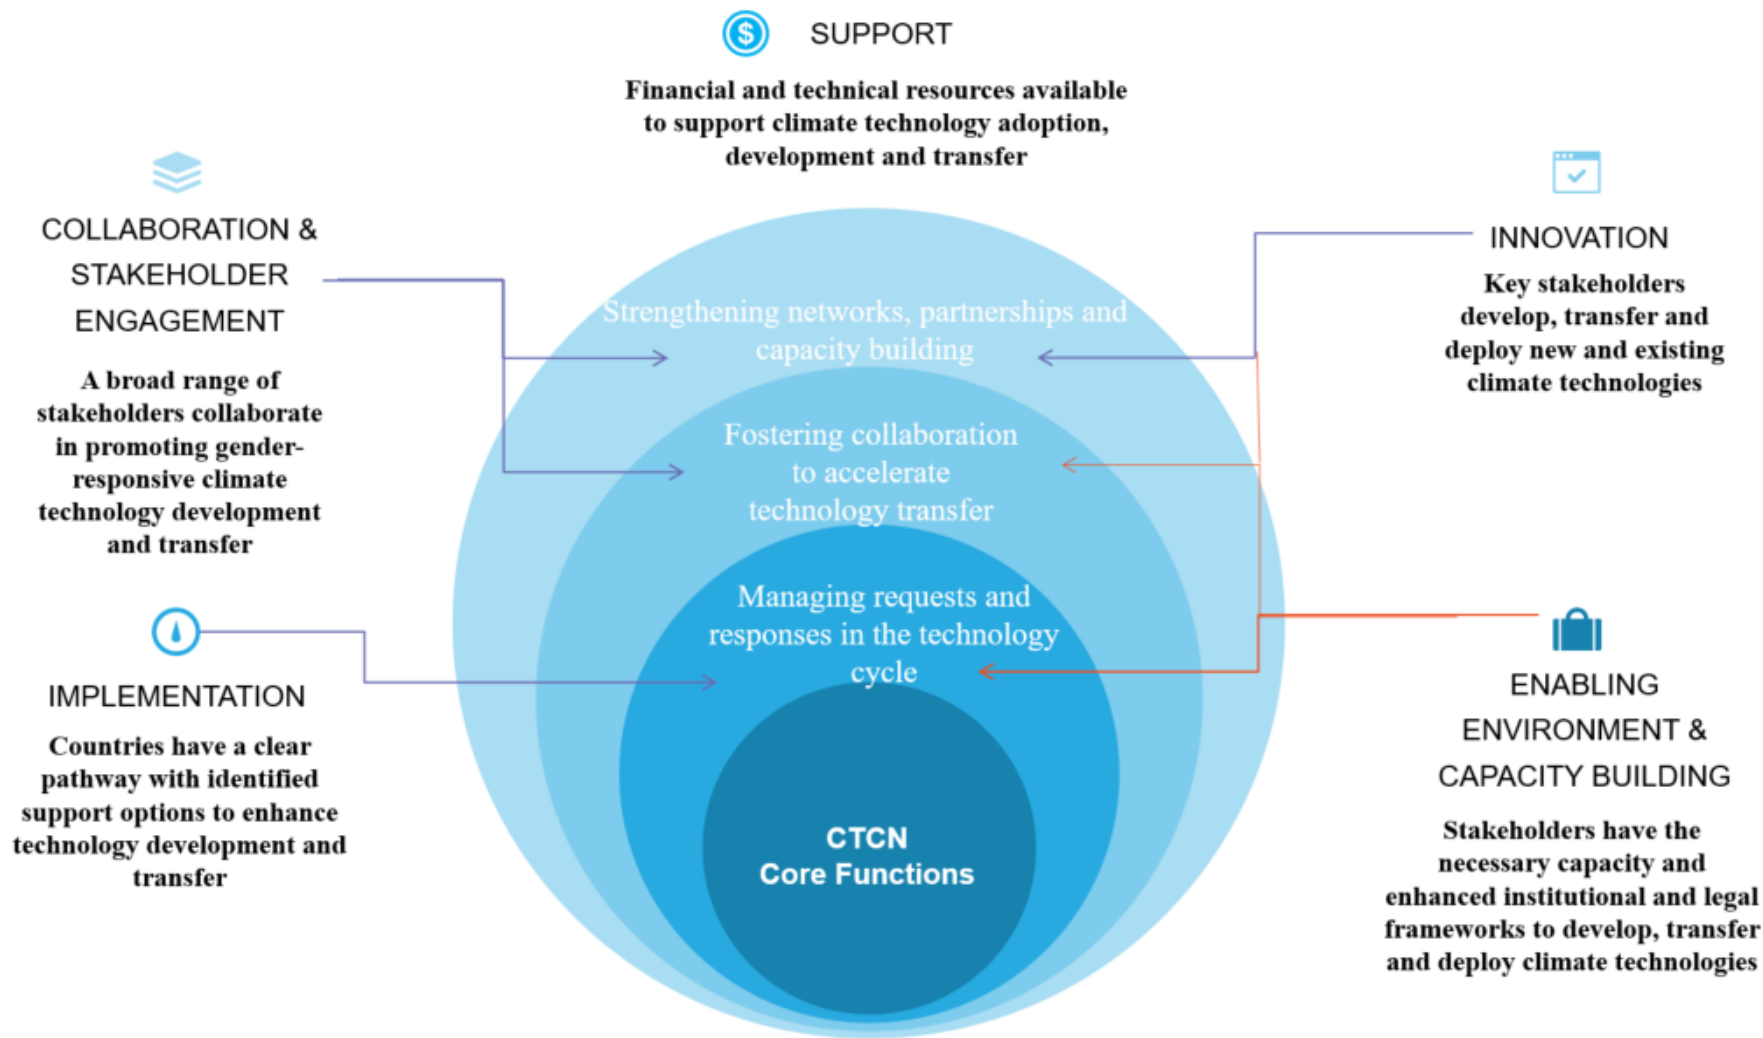 SUPPORT
Financial and technical resources available
to support climate technology adoption,
development and transfer
COLLABORATION &
STAKEHOLDER
ENGAGEMENT
A broad range of
stakeholders collaborate
in promoting gender-
responsive climate
technology development
and transfer
INNOVATION
Key stakeholders
develop, transfer and
deploy new and existing
climate technologies
Strengthening networks, partnerships and
capacity building
Fostering collaboration
to accelerate
technology transfer
Managing requests and
responses in the technology
cycle
CTCN
Core Functions
IMPLEMENTATION
Countries have a clear
pathway with identified
support options to enhance
technology development and
transfer
ENABLING
ENVIRONMENT &
CAPACITY BUILDING
Stakeholders have the
necessary capacity and
enhanced institutional and legal
frameworks to develop, transfer
and deploy climate technologies